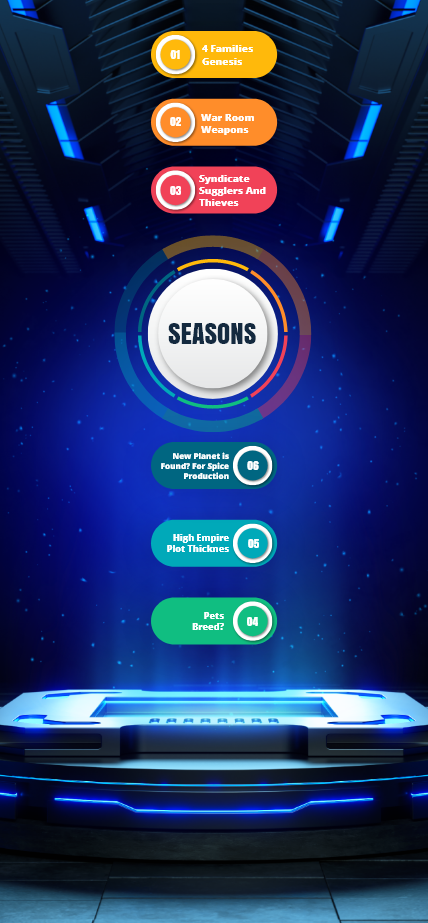 01
4 Families
Genesis
02
War Room
Weapons
03
Syndicate
Sugglers And
Thieves
SEASONS
New Planet is
Found? For Spice
Production
06
High Empire
Plot Thicknes
05
Pets
Breed?
04